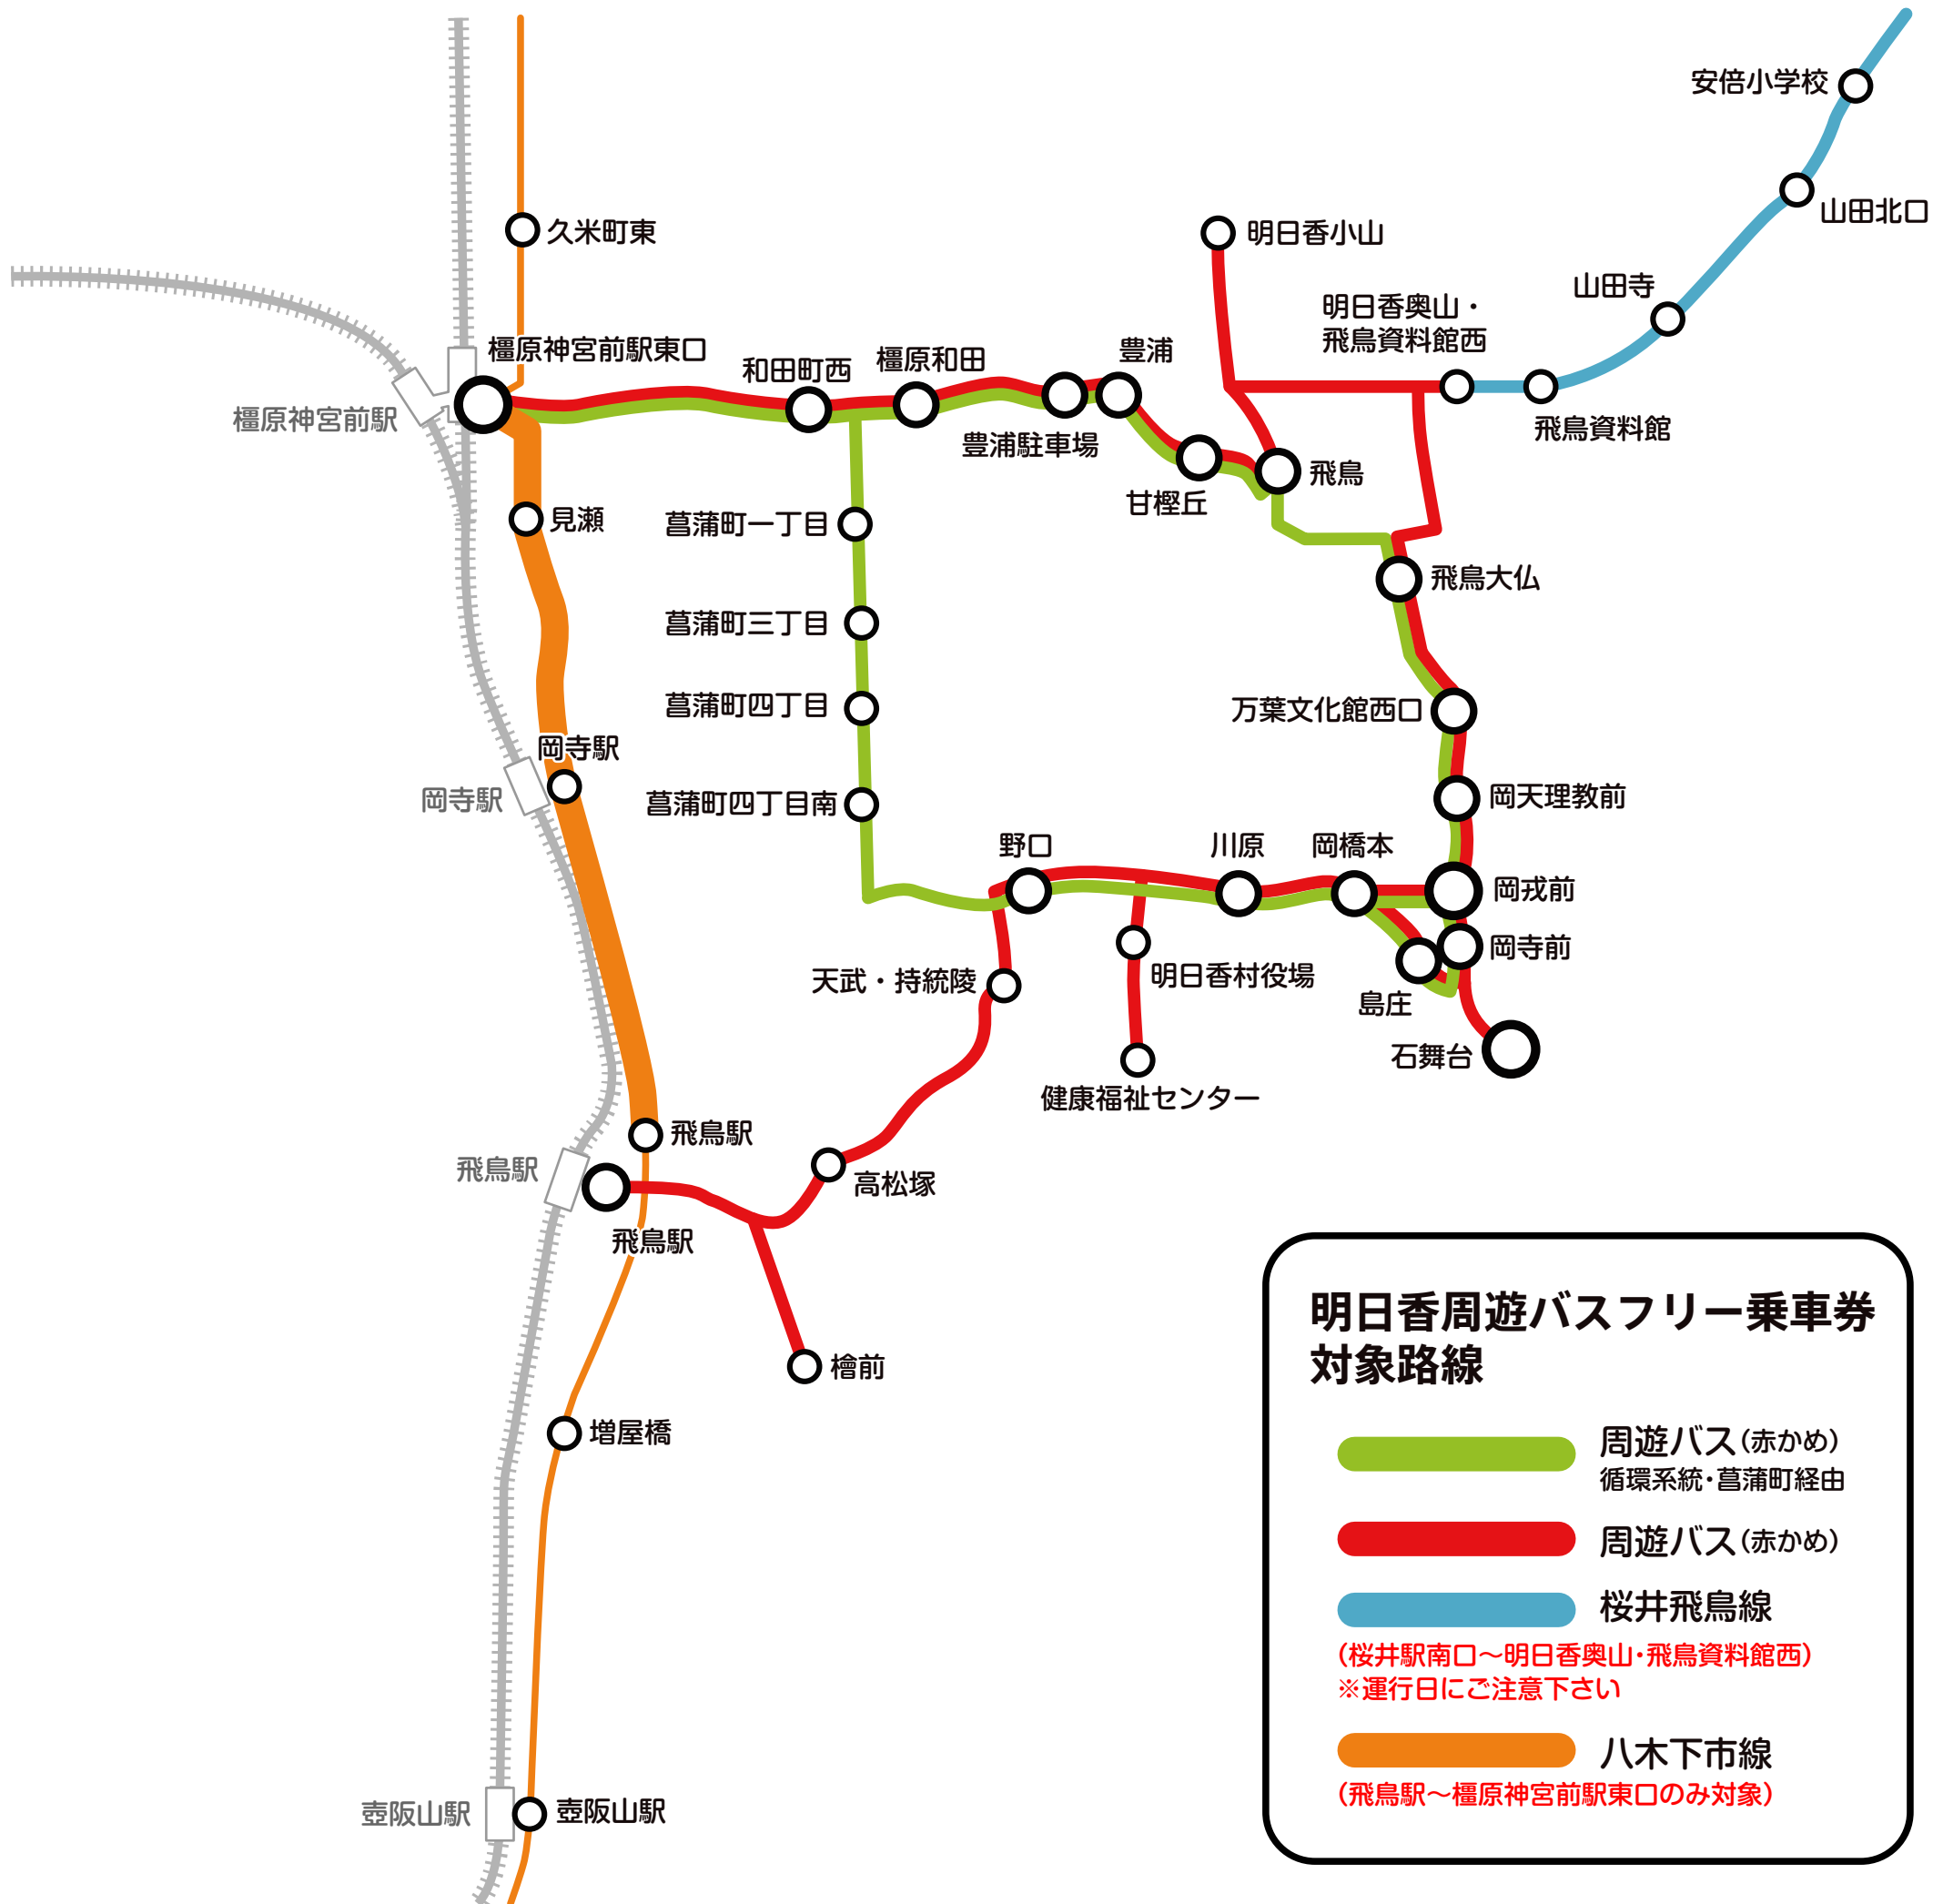 安倍小学校
山田北口
久米町東
明日香小山
山田寺
明日香奥山・
飛鳥資料館西
橿原神宮前駅東口
和田町西
橿原和田
豊浦
橿原神宮前駅
飛鳥資料館
豊浦駐車場
飛鳥
甘樫丘
見瀬
菖蒲町一丁目
飛鳥大仏
菖蒲町三丁目
菖蒲町四丁目
万葉文化館西口
岡寺駅
岡寺駅
菖蒲町四丁目南
岡天理教前
野口
川原
岡橋本
岡戎前
岡寺前
天武・持統陵
明日香村役場
島庄
石舞台
健康福祉センター
飛鳥駅
飛鳥駅
高松塚
飛鳥駅
檜前
増屋橋
壺阪山駅
壺阪山駅
明日香周遊バスフリー乗車券
対象路線
周遊バス(赤かめ)
循環系統・菖蒲町経由
周遊バス(赤かめ)
桜井飛鳥線
(桜井駅南口〜明日香奥山・飛鳥資料館西)
※運行日にご注意下さい
八木下市線
(飛鳥駅〜橿原神宮前駅東口のみ対象)